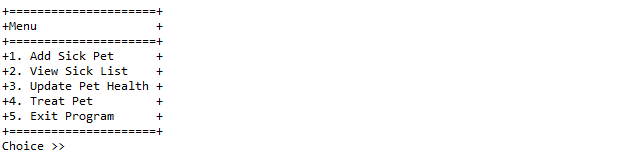 +=====================+
+Menu                 +
+=====================+
+1. Add Sick Pet      +
+2. View Sick List    +
+3. Update Pet Health +
+4. Treat Pet         +
+5. Exit Program      +
+=====================+
Choice >>